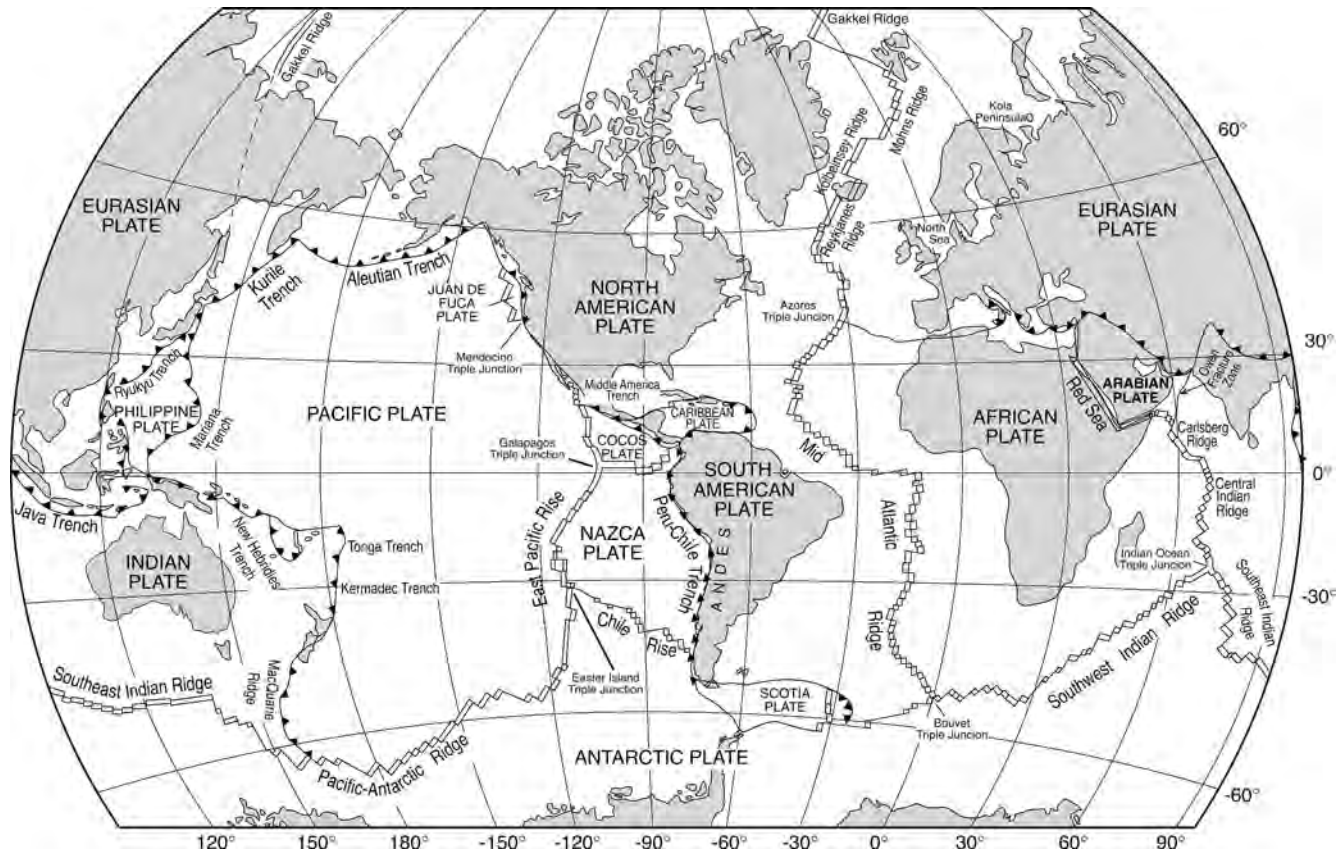 Gakkel Ridge
Gakkel Ridge
Kola
Peninsula
60°
Mohns Ridge
Kolbeinsey Ridge
Reykjanes
Ridge
North
Sea
EURASIAN
PLATE
EURASIAN
PLATE
Kurile
Trench
Aleutian Trench
JUAN DE
FUCA PLATE
NORTH
AMERICAN
PLATE
Azores
Triple Junction
Mendocino
Triple Junction
30°
Ryukyu Trench
PHILIPPINE
PLATE
Mariana
Trench
PACIFIC PLATE
Middle America
Trench
CARIBBEAN
PLATE
COCOS
PLATE
Galapagos
Triple Junction
AFRICAN
PLATE
Red Sea
ARABIAN
PLATE
Owen
Fracture
Zone
Carlsberg
Ridge
Mid
Atlantic
Ridge
0°
Central
Indian
Ridge
SOUTH
AMERICAN
PLATE
Java Trench
INDIAN
PLATE
New Hebridies
Trench
Tonga Trench
Kermadec Trench
East Pacific Rise
NAZCA
PLATE
Peru-Chile Trench
ANDES
Indian Ocean
Triple Junction
-30°
Southeast Indian
Ridge
Chile
Rise
Easter Island
Triple Junction
Southwest Indian Ridge
Southeast Indian Ridge
MacQuarie
Ridge
Pacific-Antarctic Ridge
SCOTIA
PLATE
Bouvet
Triple Junction
ANTARCTIC PLATE
-60°
120° 150° 180° -150° -120° -90° -60° -30° 0° 30° 60° 90°